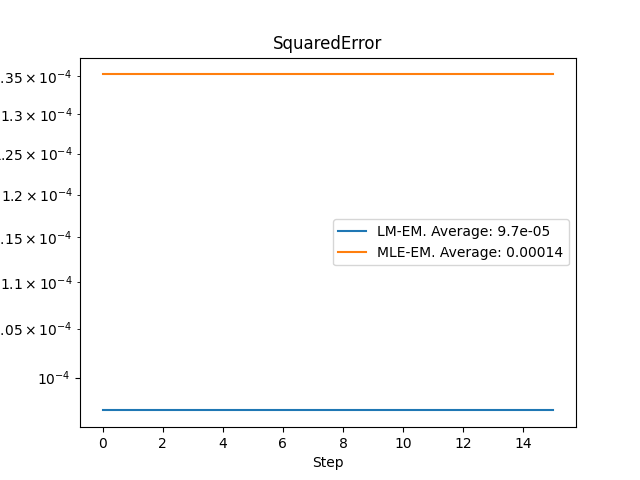 SquaredError
.35 × 10⁻⁴
1.3 × 10⁻⁴
.25 × 10⁻⁴
1.2 × 10⁻⁴
.15 × 10⁻⁴
1.1 × 10⁻⁴
.05 × 10⁻⁴
10⁻⁴
LM-EM. Average: 9.7e-05
MLE-EM. Average: 0.00014
0 2 4 6 8 10 12 14
Step